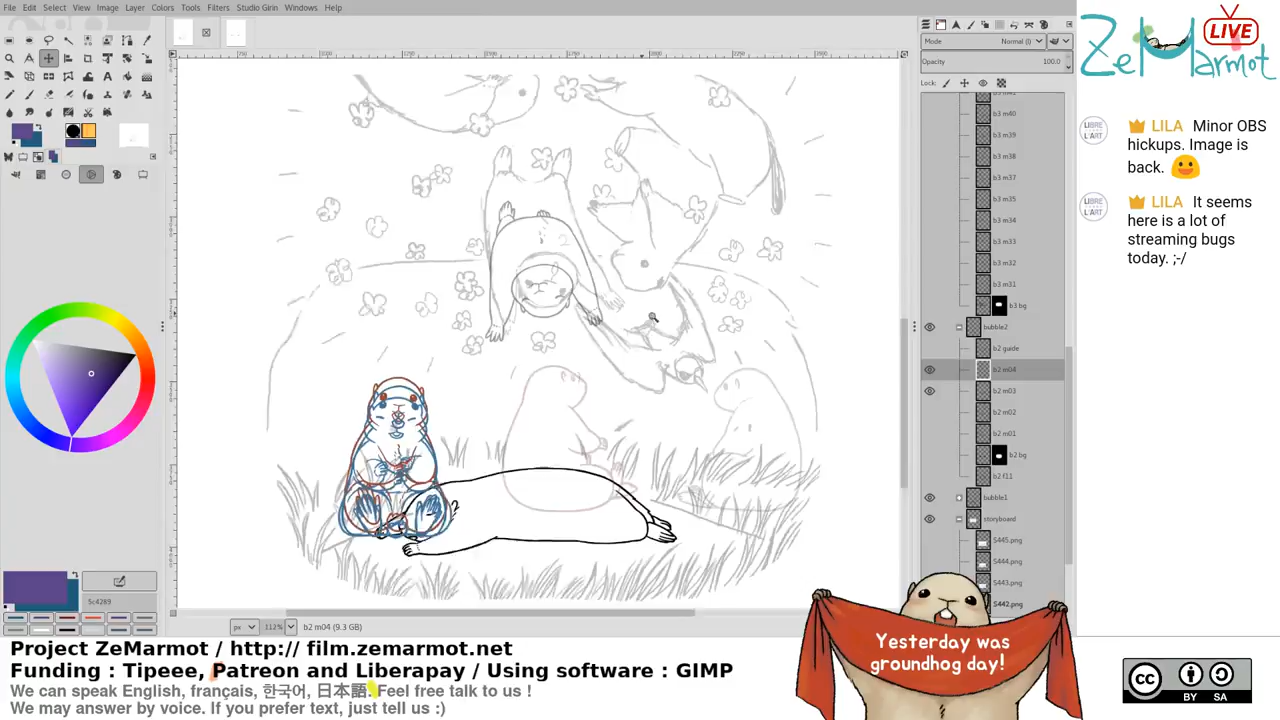 File Edit Select View Image Layer Colors Tools Filters Studio Girin Windows Help
Mode Normal (l)
Opacity 100.0
Lock:
b3 m40
b3 m39
b3 m38
b3 m37
b3 m35
b3 m34
b3 m33
b3 m32
b3 m31
b3 bg
bubble2
b2 guide
b2 m04
b2 m03
b2 m02
b2 m01
b2 bg
b2 f11
bubble1
storyboard
S445.png
S444.png
S443.png
S442.png
5c4289
px 112% b2 m04 (9.3 GB)
LIVE
ZeMarmot
LILA Minor OBS
hickups. Image is
back.
LILA It seems
here is a lot of
streaming bugs
today. ;-/
Yesterday was
groundhog day!
Project ZeMarmot / http:// film.zemarmot.net
Funding : Tipeee, Patreon and Liberapay / Using software : GIMP
We can speak English, français, 한국어, 日本語. Feel free talk to us !
We may answer by voice. If you prefer text, just tell us :)
cc BY SA